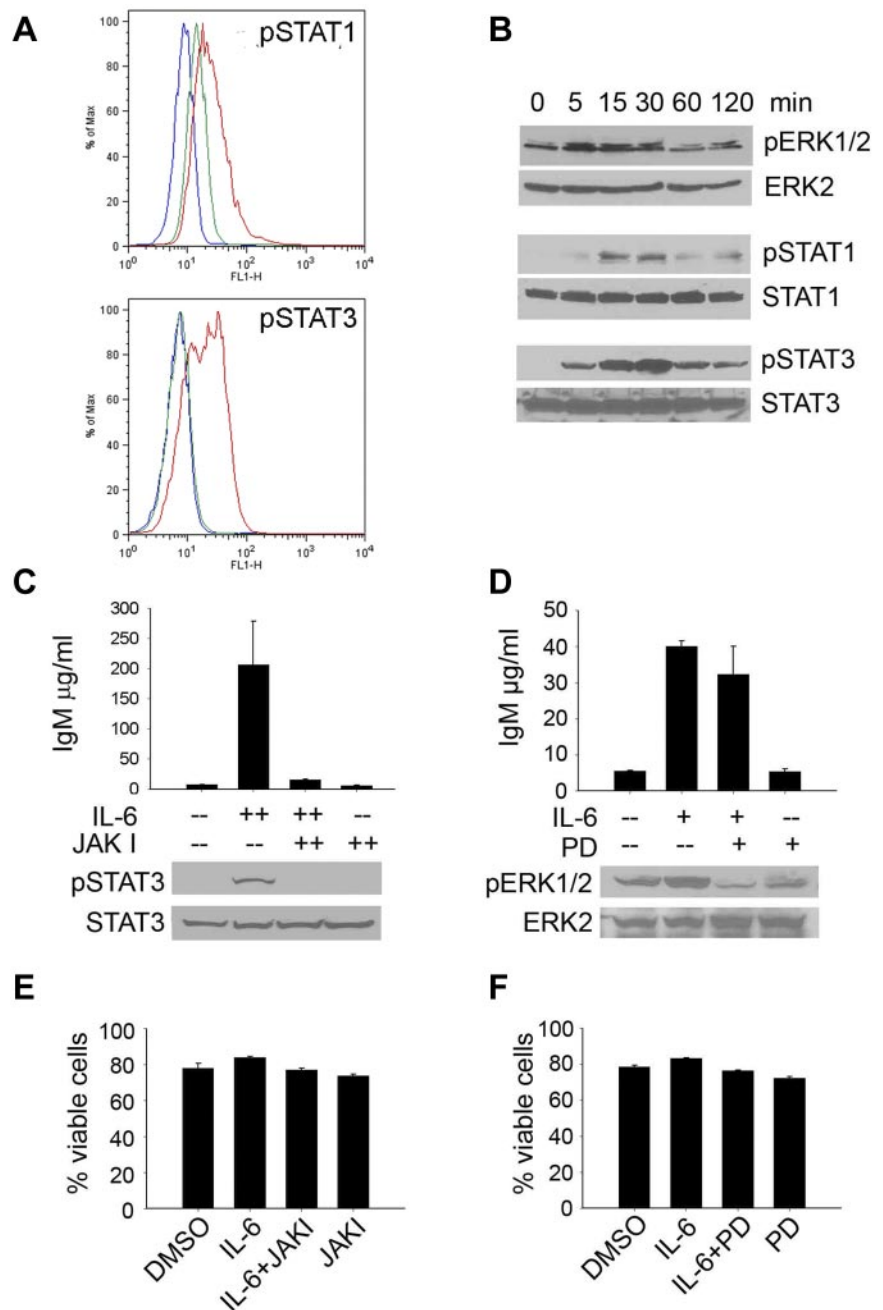 A
pSTAT1
% of Max
100
80
60
40
20
0
10^0 10^1 10^2 10^3 10^4
FL1-H
pSTAT3
% of Max
100
80
60
40
20
0
10^0 10^1 10^2 10^3 10^4
FL1-H
B
0 5 15 30 60 120 min
pERK1/2
ERK2
pSTAT1
STAT1
pSTAT3
STAT3
C
IgM µg/ml
300
250
200
150
100
50
0
IL-6 -- ++ ++ --
JAK I -- -- ++ ++
pSTAT3
STAT3
D
IgM µg/ml
50
40
30
20
10
0
IL-6 -- + + --
PD -- -- + +
pERK1/2
ERK2
E
% viable cells
100
80
60
40
20
0
DMSO
IL-6
IL-6+JAKI
JAKI
F
% viable cells
100
80
60
40
20
0
DMSO
IL-6
IL-6+PD
PD